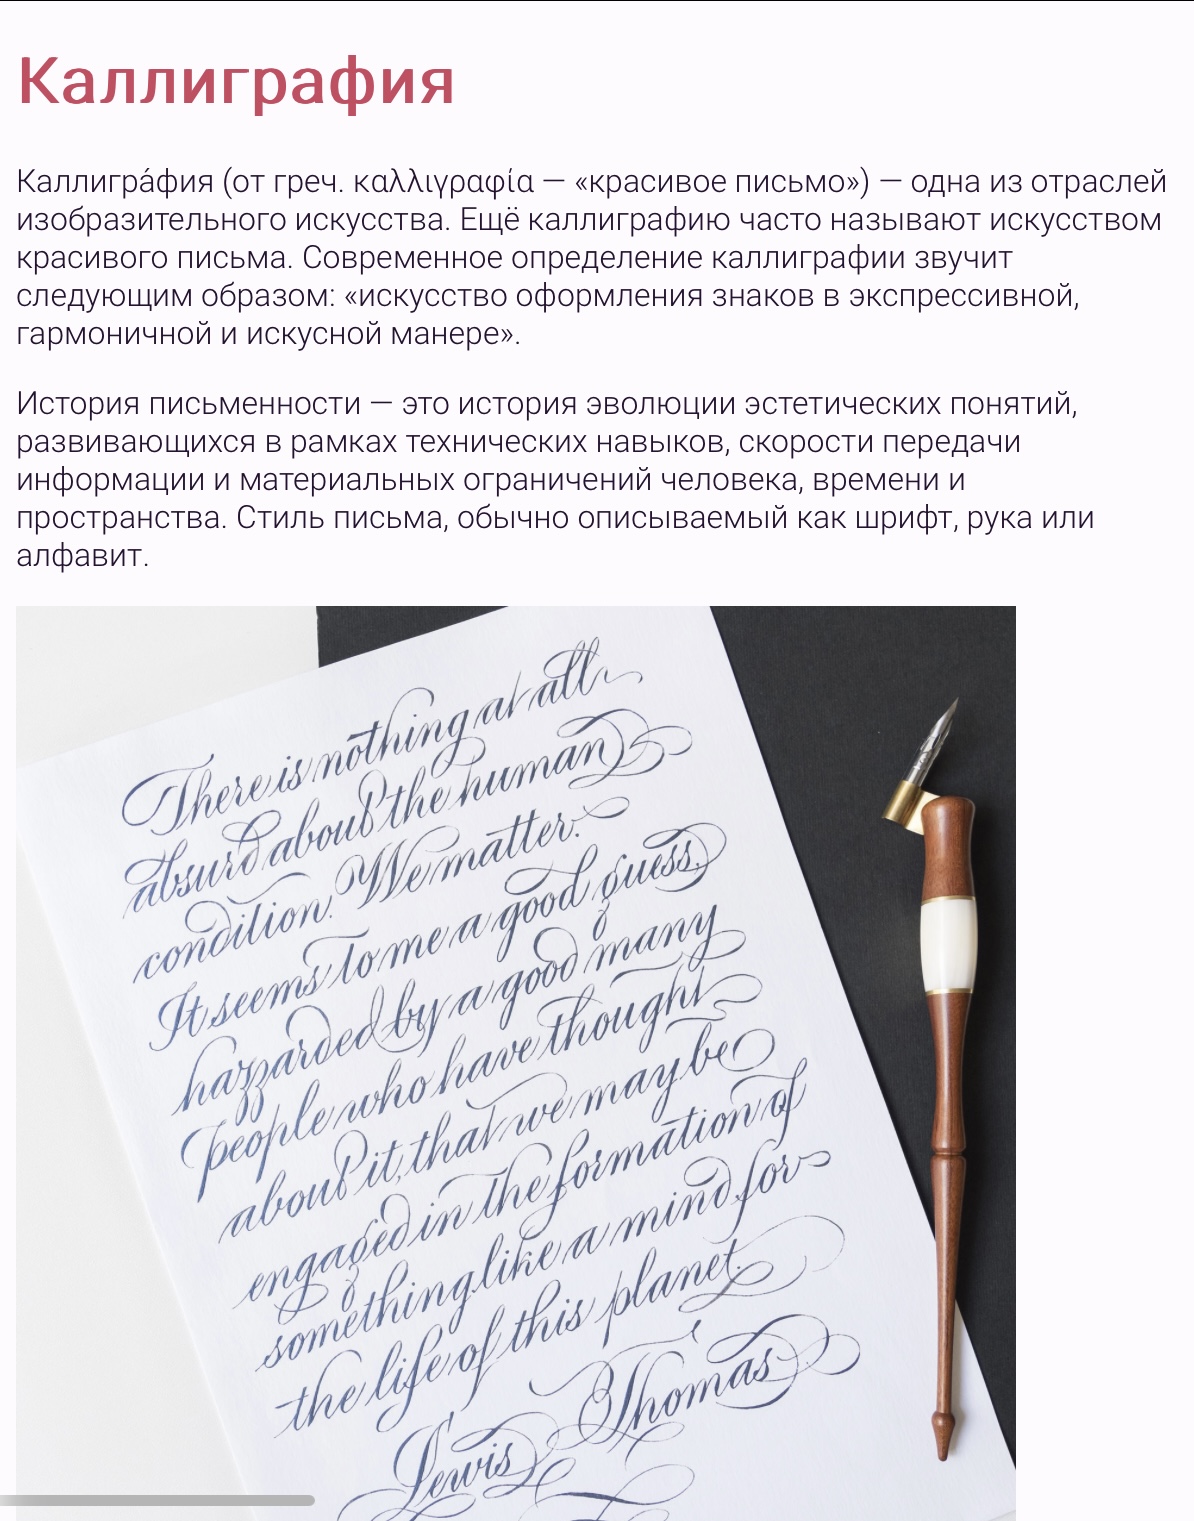 Каллиграфия
Каллигра́фия (от греч. καλλιγραφία — «красивое письмо») — одна из отраслей
изобразительного искусства. Ещё каллиграфию часто называют искусством
красивого письма. Современное определение каллиграфии звучит
следующим образом: «искусство оформления знаков в экспрессивной,
гармоничной и искусной манере».
История письменности — это история эволюции эстетических понятий,
развивающихся в рамках технических навыков, скорости передачи
информации и материальных ограничений человека, времени и
пространства. Стиль письма, обычно описываемый как шрифт, рука или
алфавит.
There is nothing at all
absurd about the human
condition. We matter.
It seems to me a good guess,
hazzarded by a good many
people who have thought
about it, that we may be
engaged in the formation of
something like a mind for
the life of this planet.
Lewis Thomas